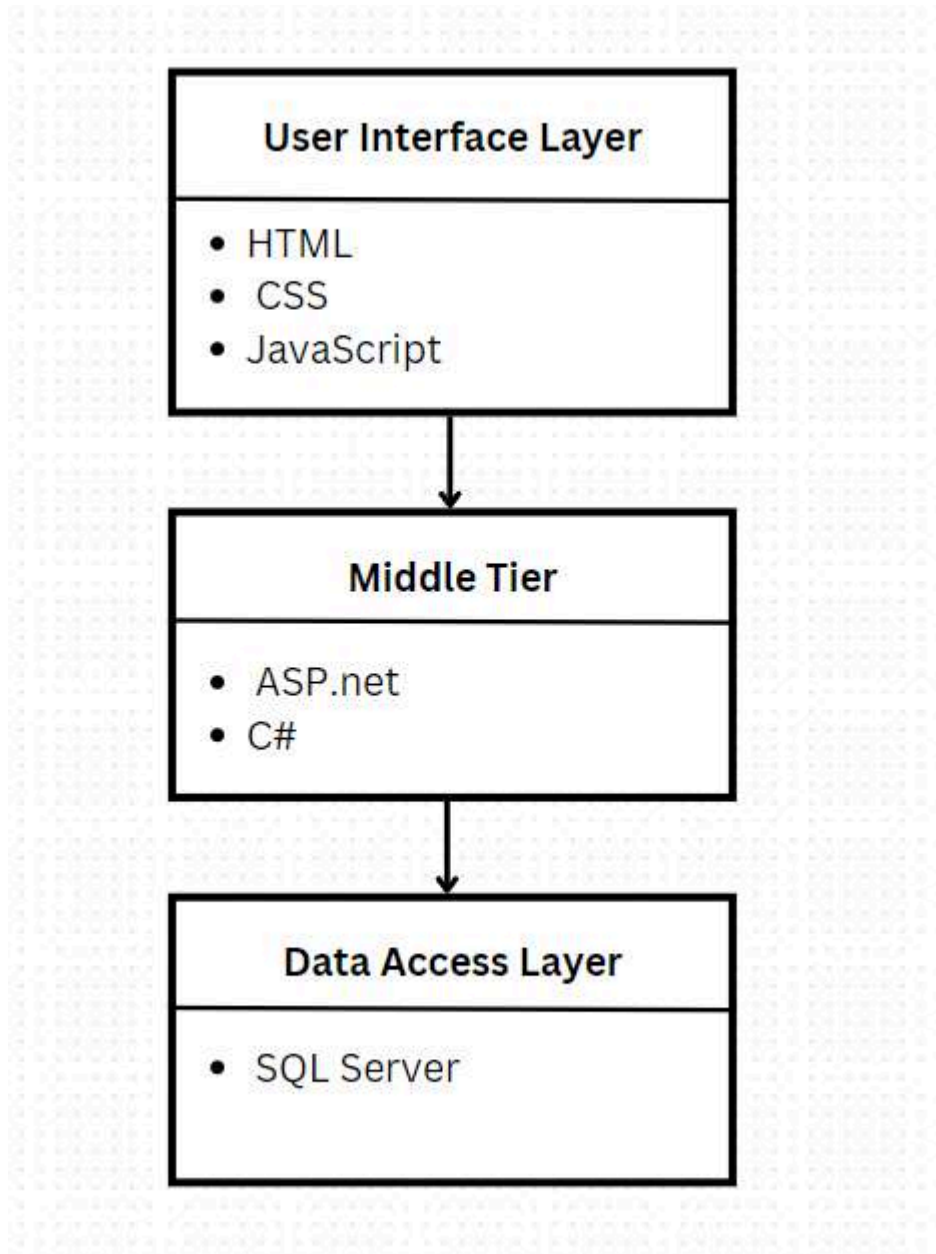 User Interface Layer
• HTML
• CSS
• JavaScript
Middle Tier
• ASP.net
• C#
Data Access Layer
• SQL Server